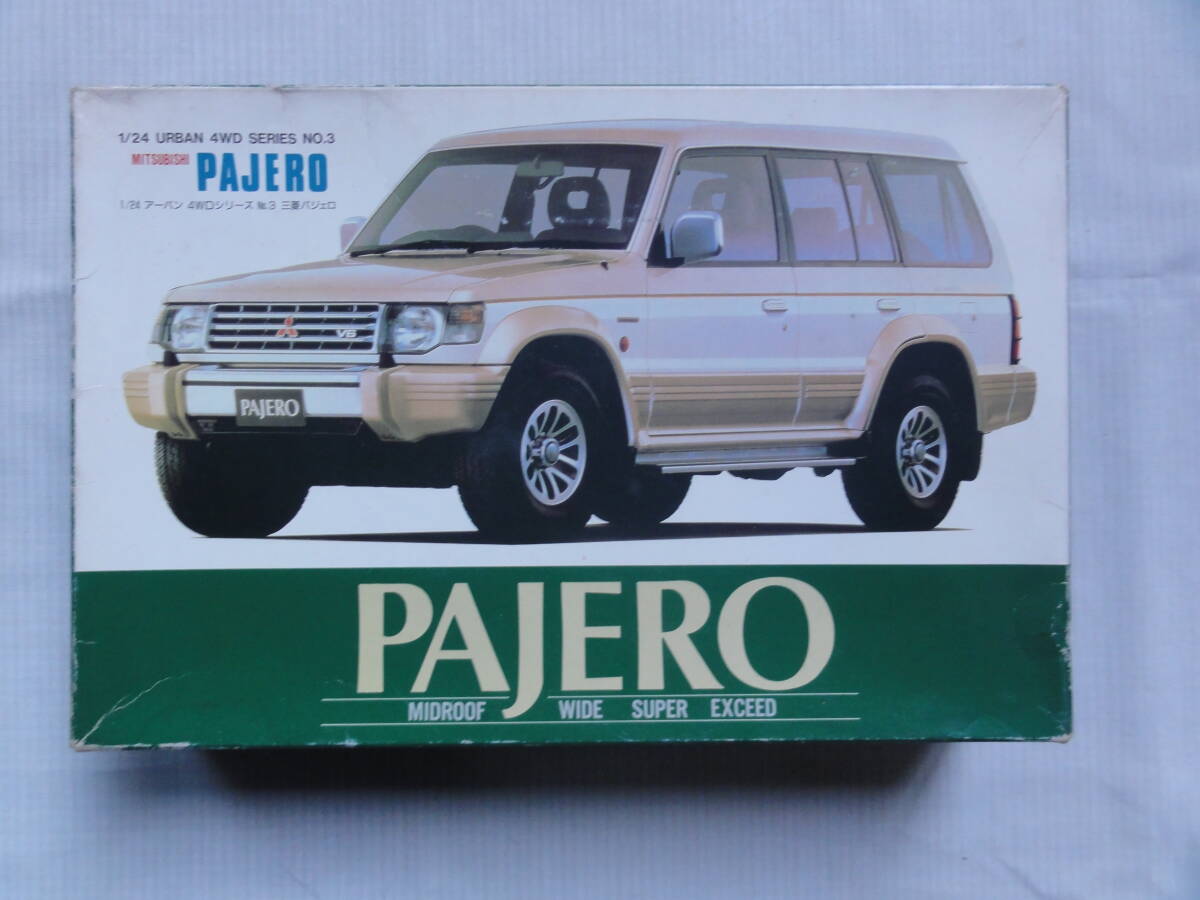 1/24 URBAN 4WD SERIES NO.3
MITSUBISHI PAJERO
1/24 アーバン 4WDシリーズ No.3 三菱パジェロ
V6
PAJERO
PAJERO
MIDROOF WIDE SUPER EXCEED